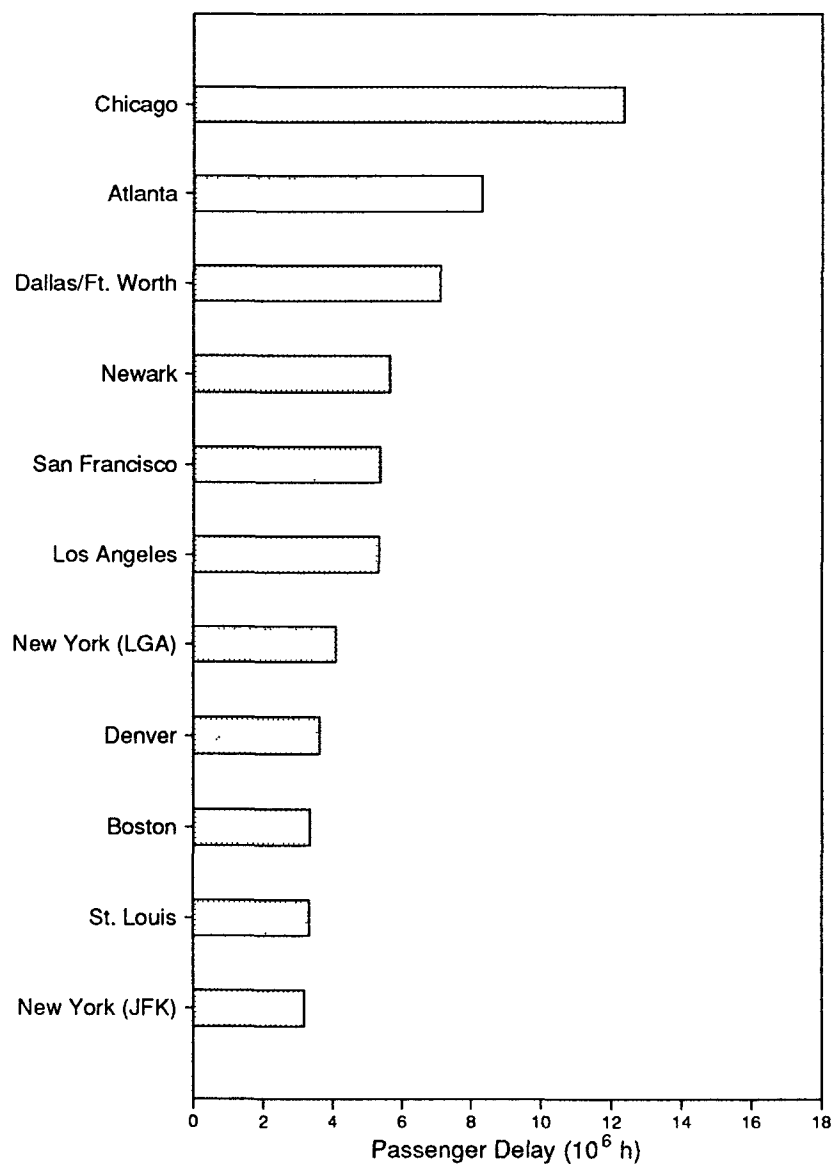 Chicago
Atlanta
Dallas/Ft. Worth
Newark
San Francisco
Los Angeles
New York (LGA)
Denver
Boston
St. Louis
New York (JFK)
0 2 4 6 8 10 12 14 16 18
Passenger Delay (10⁶ h)